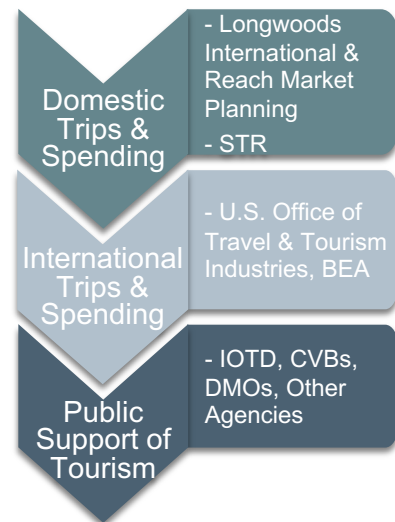 Domestic
Trips &
Spending
- Longwoods
International &
Reach Market
Planning
- STR
International
Trips &
Spending
- U.S. Office of
Travel & Tourism
Industries, BEA
Public
Support of
Tourism
- IOTD, CVBs,
DMOs, Other
Agencies